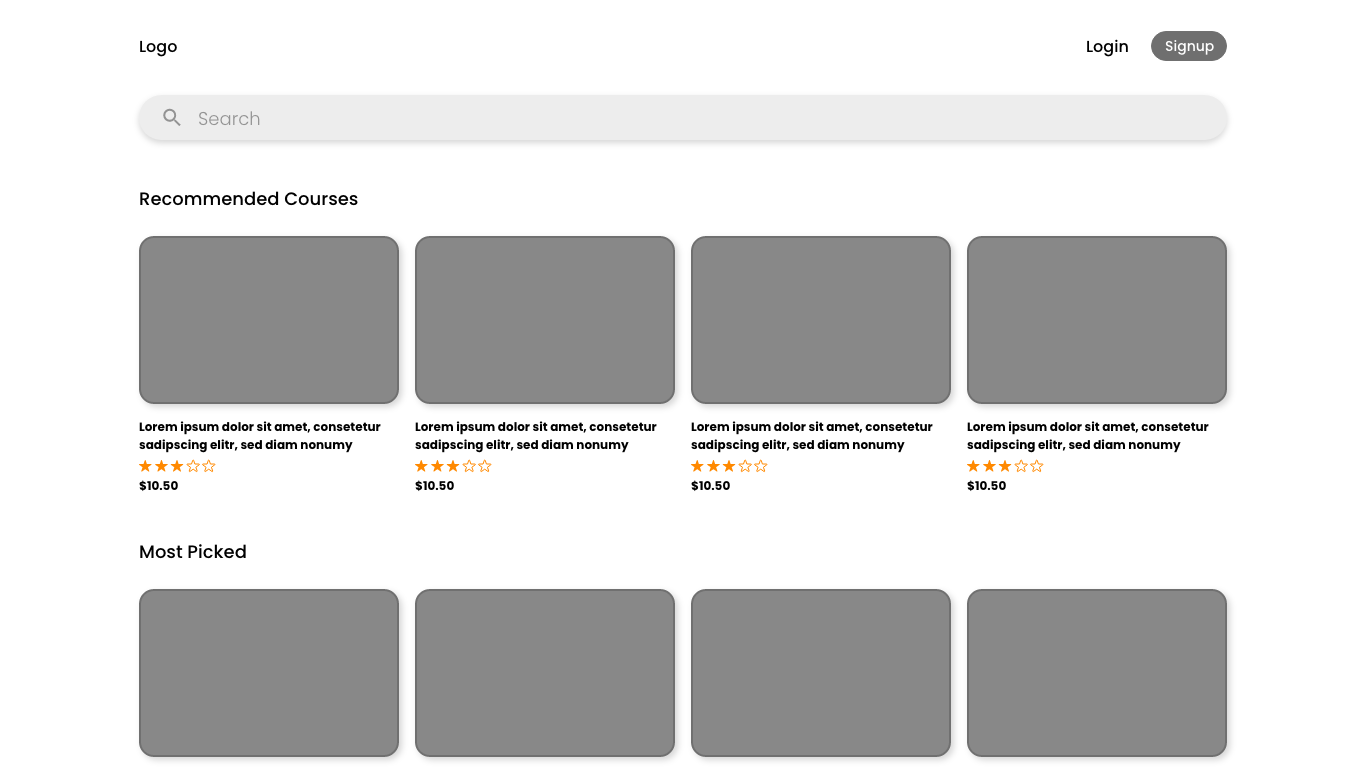 Logo
Login
Signup
Search
Recommended Courses
Lorem ipsum dolor sit amet, consetetur
sadipscing elitr, sed diam nonumy
$10.50
Lorem ipsum dolor sit amet, consetetur
sadipscing elitr, sed diam nonumy
$10.50
Lorem ipsum dolor sit amet, consetetur
sadipscing elitr, sed diam nonumy
$10.50
Lorem ipsum dolor sit amet, consetetur
sadipscing elitr, sed diam nonumy
$10.50
Most Picked